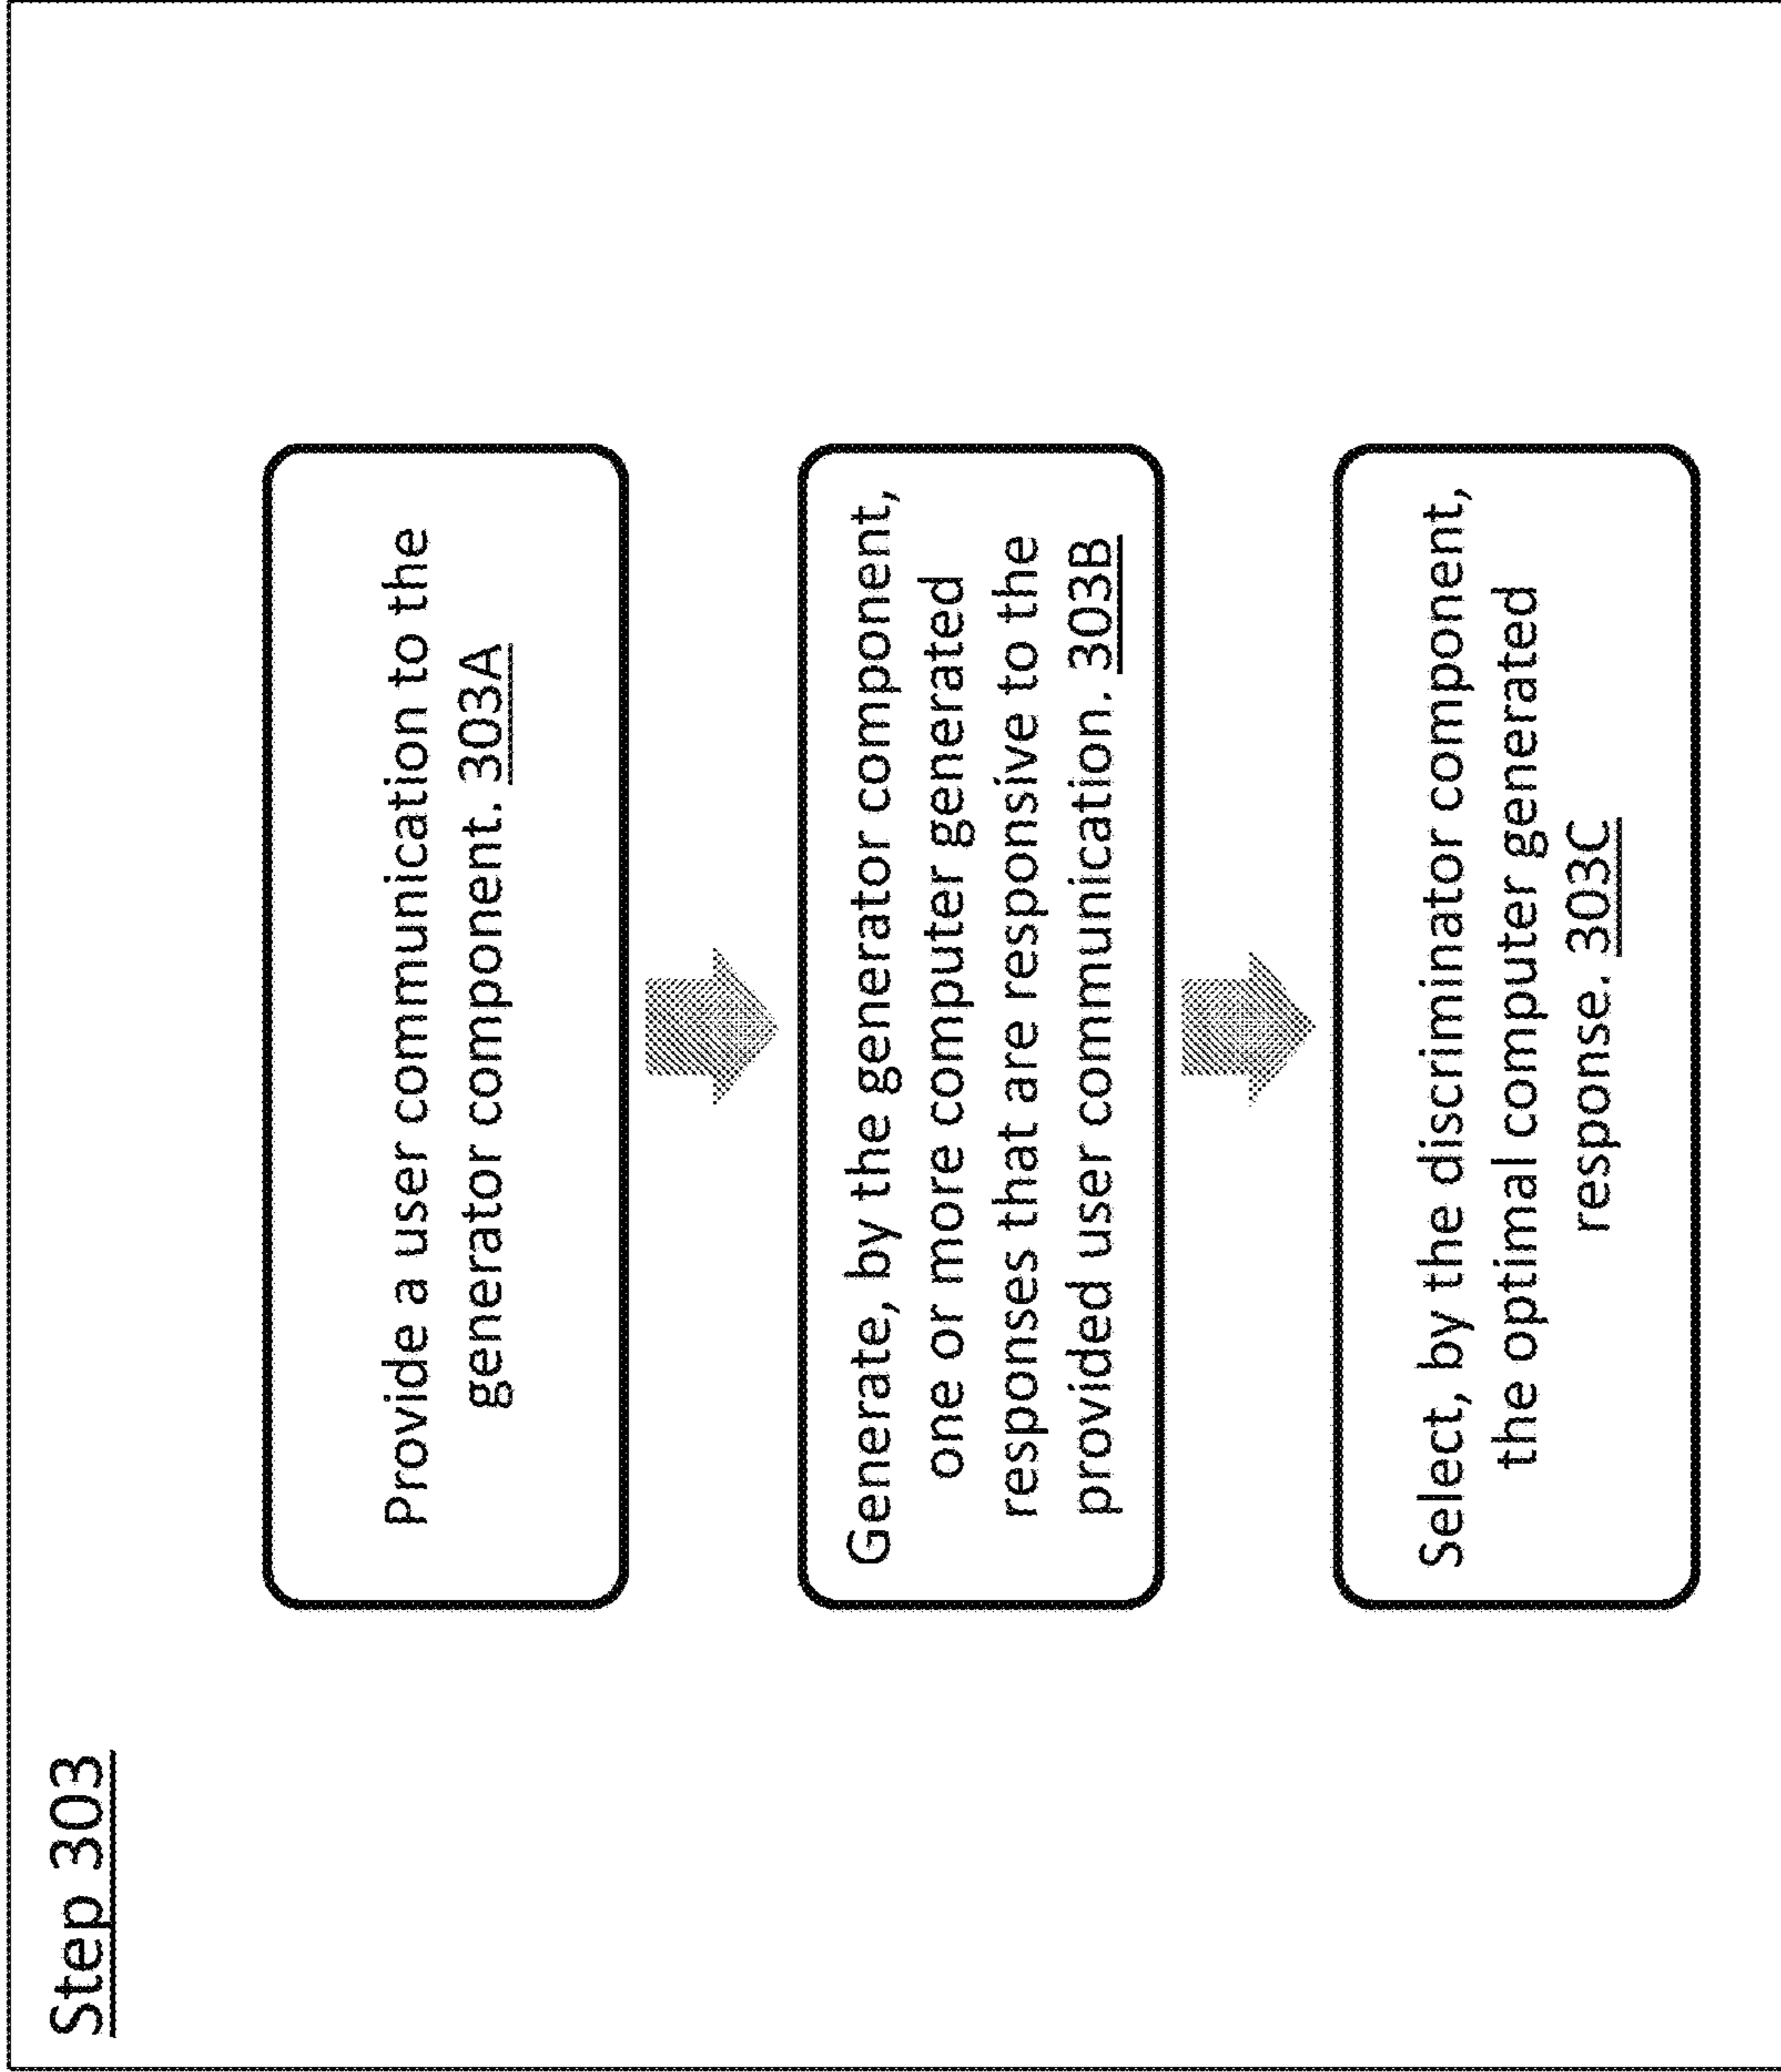 Step 303
Provide a user communication to the
generator component. 303A
Generate, by the generator component,
one or more computer generated
responses that are responsive to the
provided user communication. 303B
Select, by the discriminator component,
the optimal computer generated
response. 303C